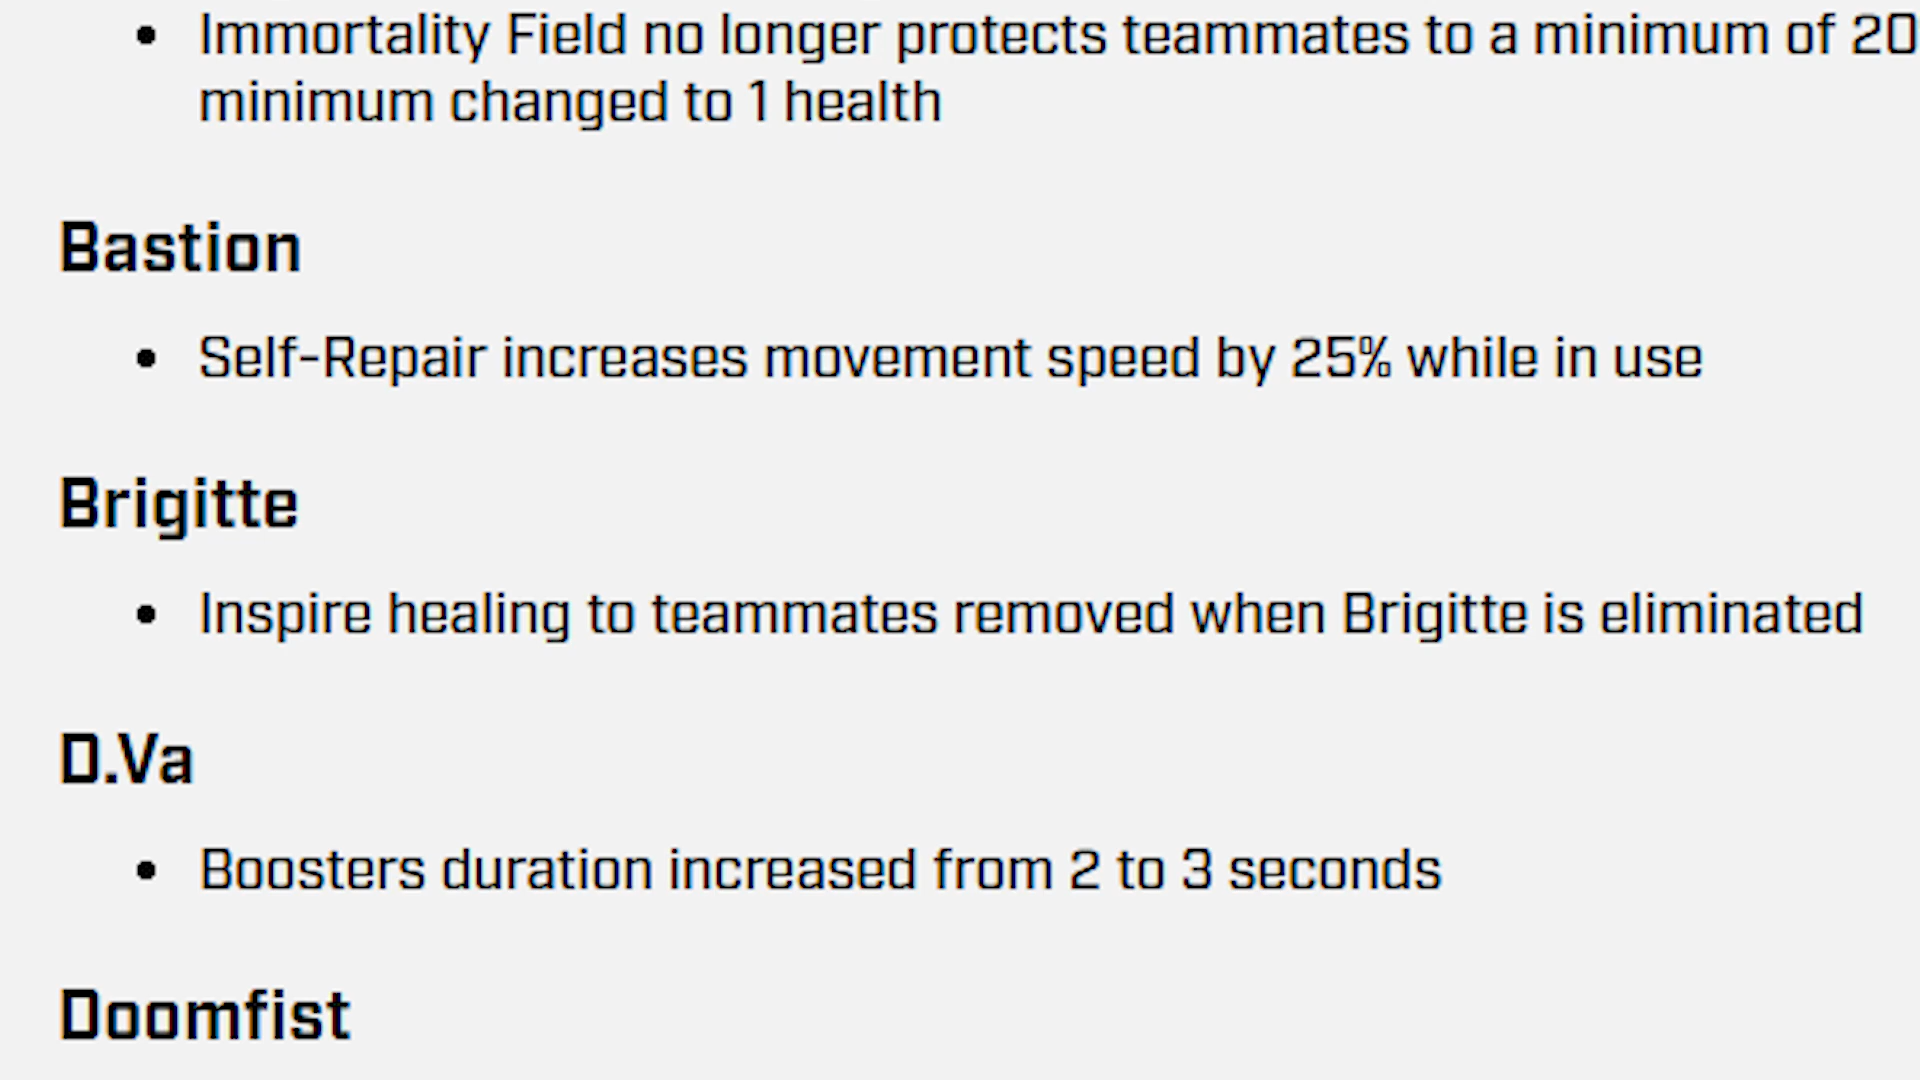 Immortality Field no longer protects teammates to a minimum of 20
minimum changed to 1 health
Bastion
Self-Repair increases movement speed by 25% while in use
Brigitte
Inspire healing to teammates removed when Brigitte is eliminated
D.Va
Boosters duration increased from 2 to 3 seconds
Doomfist